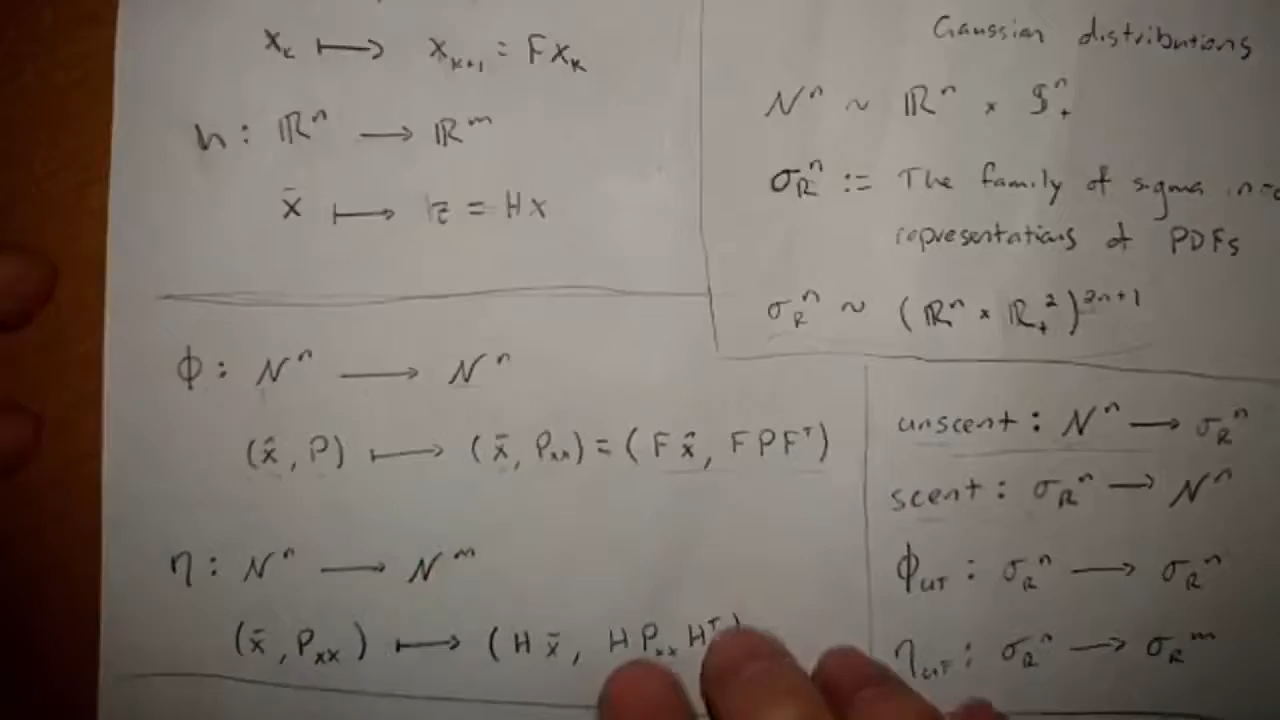 x_k ⟼ x_{k+1} = F x_k
h : ℝ^n ⟶ ℝ^m
x̄ ⟼ z = H x
Gaussian distributions
N^n ~ ℝ^n × 𝕊^n_+
σ_R^n := The family of sigma
representations of PDFs
σ_R^n ~ (ℝ^n × ℝ_+^2)^{2n+1}
ϕ : N^n ⟶ N^n
(x̂, P) ⟼ (x̄, P_xx) = (F x̂, F P F^T)
η : N^n ⟶ N^m
(x̄, P_xx) ⟼ (H x̄, H P_xx H^T)
unscent : N^n ⟶ σ_R^n
scent : σ_R^n ⟶ N^n
ϕ_UT : σ_R^n ⟶ σ_R^n
η_UT : σ_R^n ⟶ σ_R^m